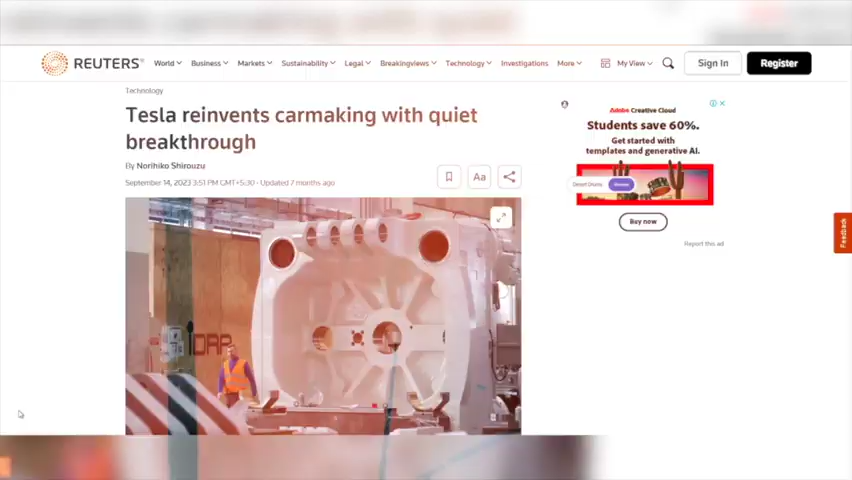 REUTERS®
World Business Markets Sustainability Legal Breakingviews Technology Investigations More My View Sign In Register
Technology
Tesla reinvents carmaking with quiet
breakthrough
By Norihiko Shirouzu
September 14, 2023 3:51 PM GMT+5:30 · Updated 7 months ago
Aa
IDRA
Adobe Creative Cloud
Students save 60%.
Get started with
templates and generative AI.
Buy now
Report this ad
Feedback